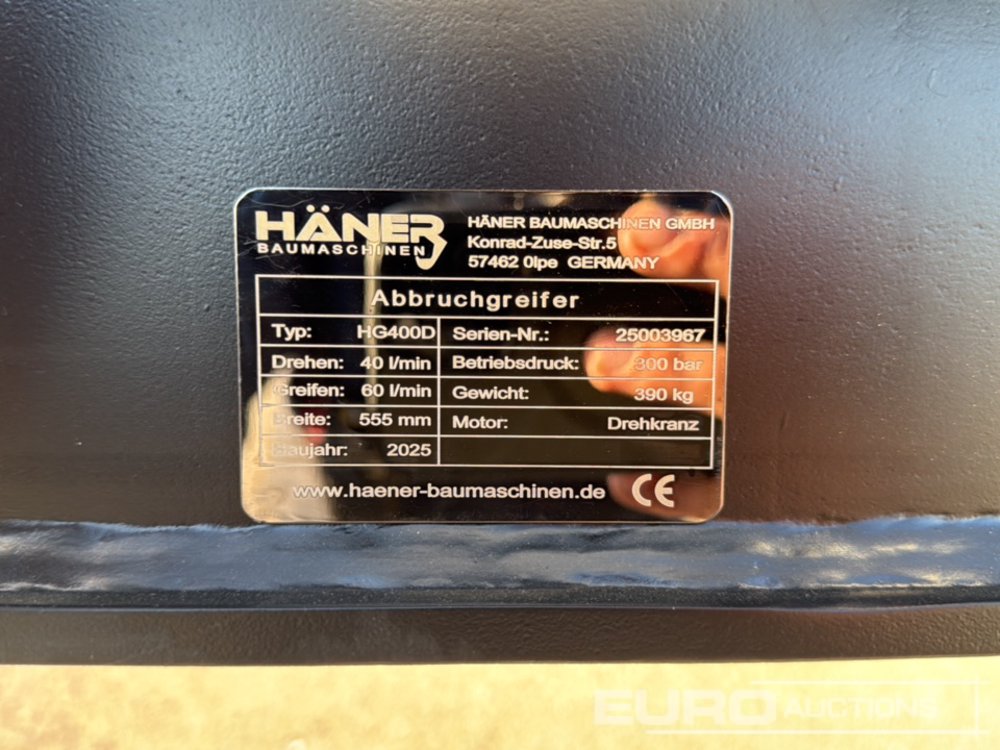 HÄNER
BAUMASCHINEN
HÄNER BAUMASCHINEN GMBH
Konrad-Zuse-Str.5
57462 Olpe GERMANY
Abbruchgreifer
Typ: HG400D Serien-Nr.: 25003967
Drehen: 40 l/min Betriebsdruck: 300 bar
Greifen: 60 l/min Gewicht: 390 kg
Breite: 555 mm Motor: Drehkranz
Baujahr: 2025
www.haener-baumaschinen.de CE
EURO AUCTIONS